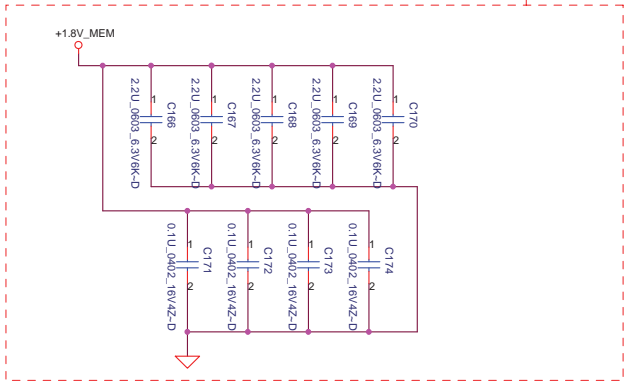 +1.8V_MEM
1
2
C166
2.2U_0603_6.3V6K~D
1
2
C167
2.2U_0603_6.3V6K~D
1
2
C168
2.2U_0603_6.3V6K~D
1
2
C169
2.2U_0603_6.3V6K~D
1
2
C170
2.2U_0603_6.3V6K~D
1
2
C171
0.1U_0402_16V4Z~D
1
2
C172
0.1U_0402_16V4Z~D
1
2
C173
0.1U_0402_16V4Z~D
1
2
C174
0.1U_0402_16V4Z~D